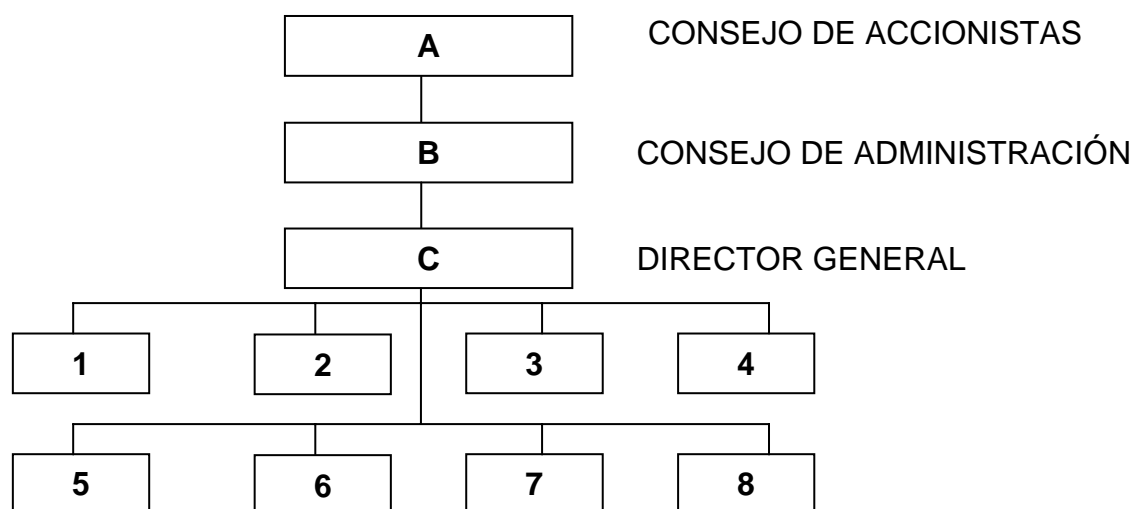 A CONSEJO DE ACCIONISTAS
B CONSEJO DE ADMINISTRACIÓN
C DIRECTOR GENERAL
1 2 3 4
5 6 7 8